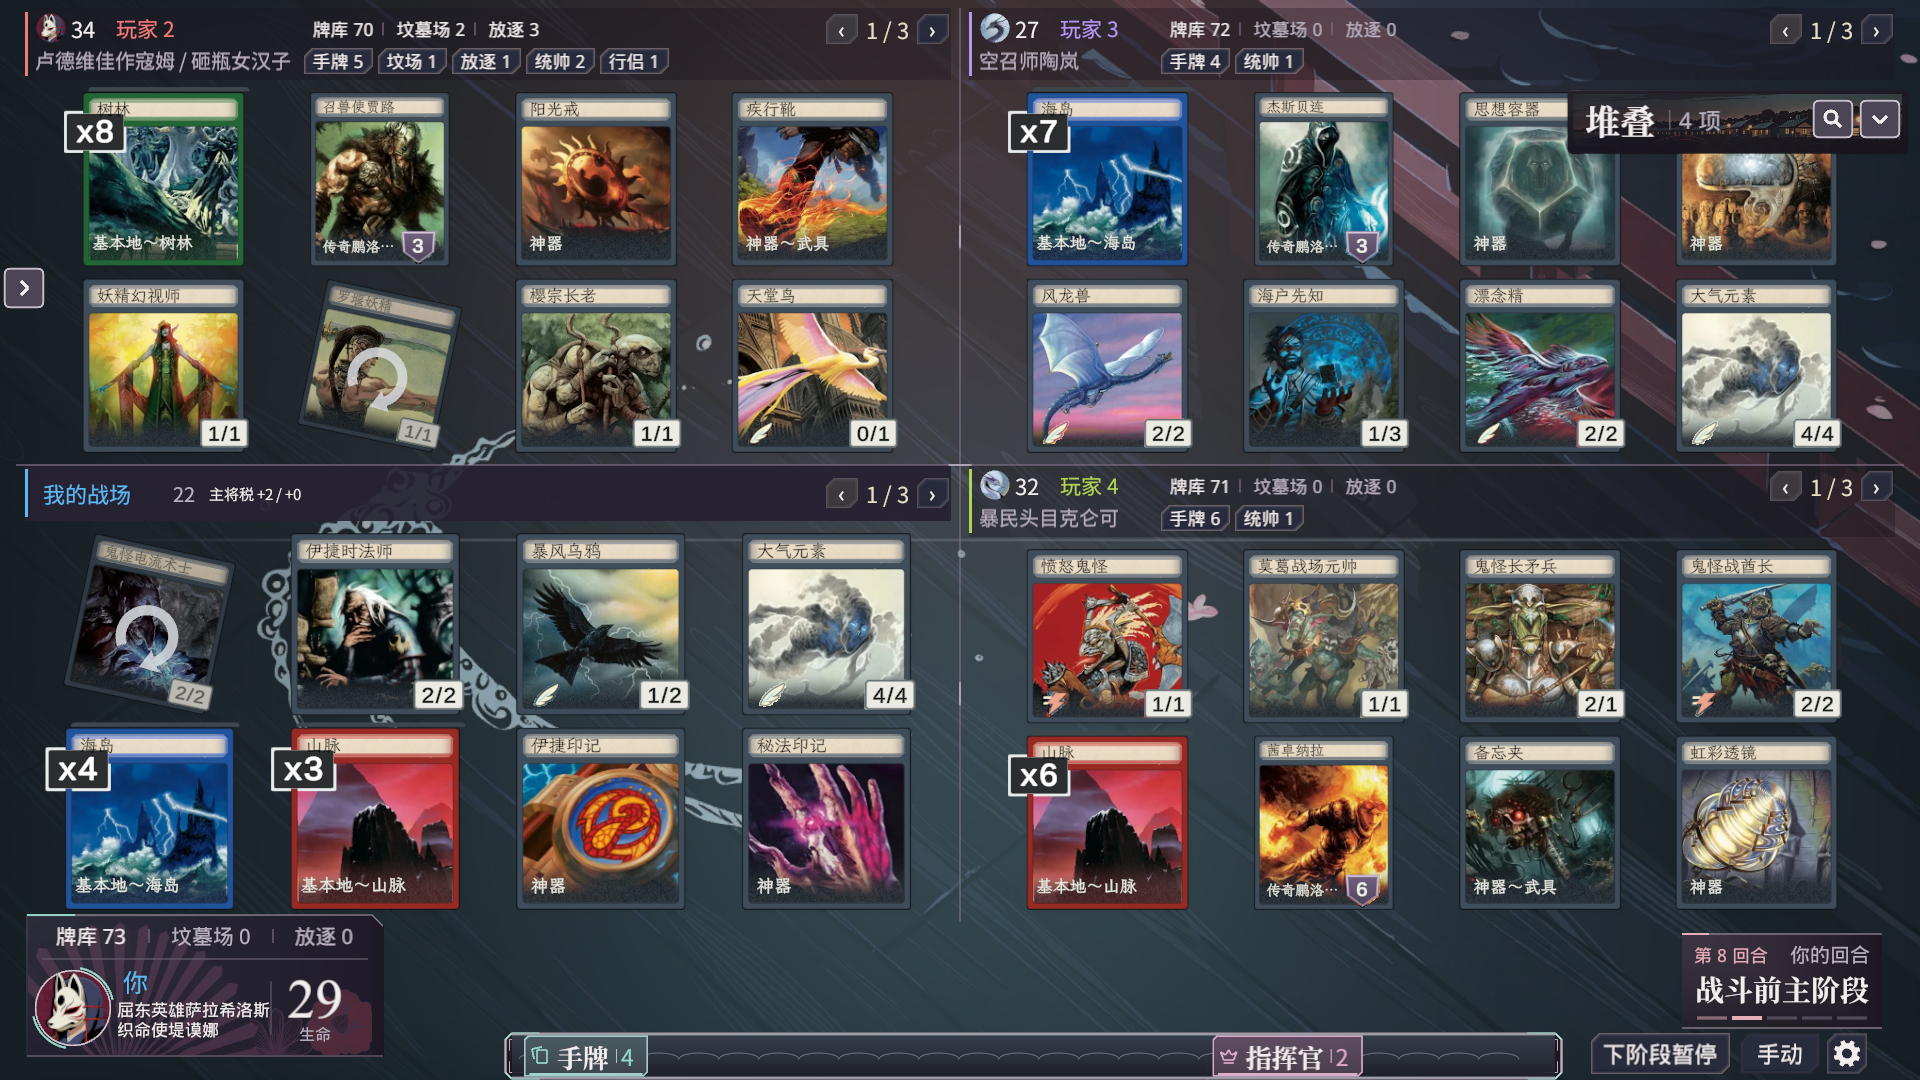 34 玩家 2 牌库 70 坟墓场 2 放逐 3 ‹ 1 / 3 ›
卢德维佳作寇姆 / 砸瓶女汉子 手牌 5 坟场 1 放逐 1 统帅 2 行侣 1
树林 x8 基本地～树林
召兽使贾路 传奇鹏洛… 3
阳光戒 神器
疾行靴 神器～武具
妖精幻视师 1/1
罗堰妖精 1/1
樱宗长老 1/1
天堂鸟 0/1
27 玩家 3 牌库 72 坟墓场 0 放逐 0 ‹ 1 / 3 ›
空召师陶岚 手牌 4 统帅 1
堆叠 4 项
海岛 x7 基本地～海岛
杰斯贝连 传奇鹏洛… 3
思想容器 神器
神器
风龙兽 2/2
海户先知 1/3
漂念精 2/2
大气元素 4/4
我的战场 22 主将税 +2 / +0 ‹ 1 / 3 ›
鬼怪电流术士 2/2
伊捷时法师 2/2
暴风乌鸦 1/2
大气元素 4/4
海岛 x4 基本地～海岛
山脉 x3 基本地～山脉
伊捷印记 神器
秘法印记 神器
32 玩家 4 牌库 71 坟墓场 0 放逐 0 ‹ 1 / 3 ›
暴民头目克仑可 手牌 6 统帅 1
愤怒鬼怪 1/1
莫葛战场元帅 1/1
鬼怪长矛兵 2/1
鬼怪战酋长 2/2
山脉 x6 基本地～山脉
茜卓纳拉 传奇鹏洛… 6
备忘夹 神器～武具
虹彩透镜 神器
牌库 73 坟墓场 0 放逐 0
你
屈东英雄萨拉希洛斯
织命使堤谟娜
29
生命
手牌 4
指挥官 2
第 8 回合 你的回合
战斗前主阶段
下阶段暂停 手动